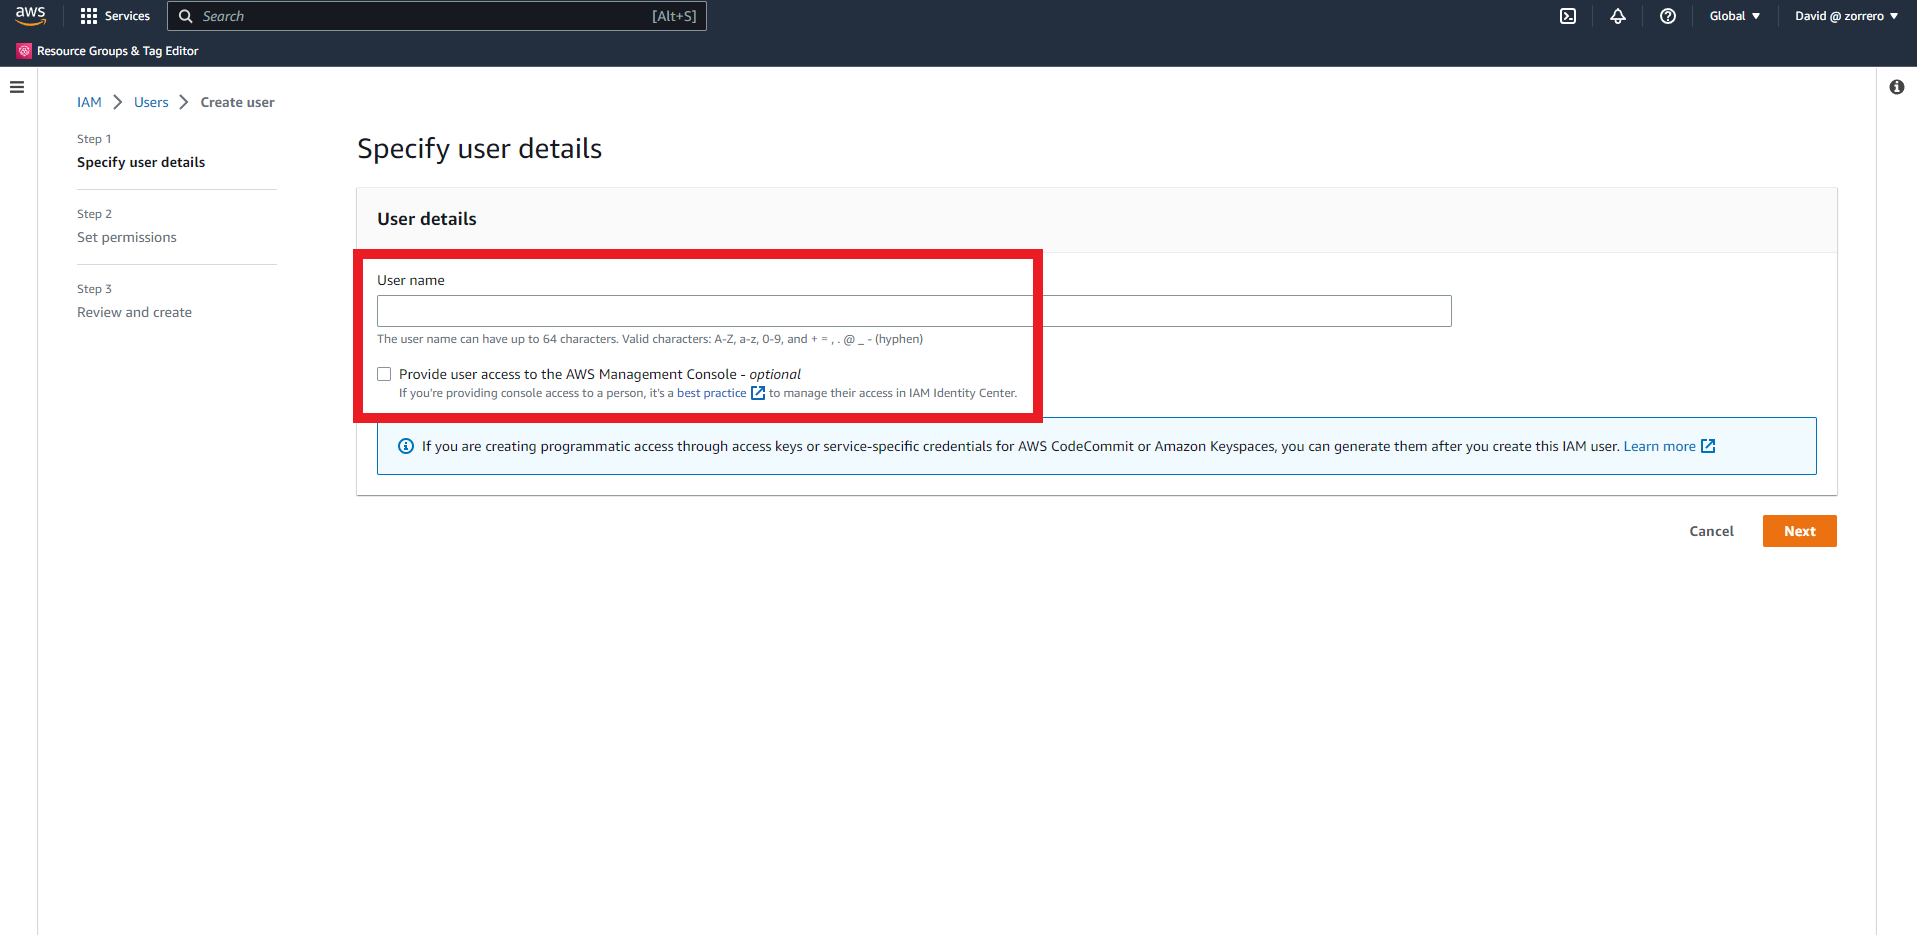 aws
Services
Search
[Alt+S]
Global
David @ zorrero
Resource Groups & Tag Editor
IAM
Users
Create user
Step 1
Specify user details
Step 2
Set permissions
Step 3
Review and create
Specify user details
User details
User name
The user name can have up to 64 characters. Valid characters: A-Z, a-z, 0-9, and + = , . @ _ - (hyphen)
Provide user access to the AWS Management Console - optional
If you're providing console access to a person, it's a best practice to manage their access in IAM Identity Center.
If you are creating programmatic access through access keys or service-specific credentials for AWS CodeCommit or Amazon Keyspaces, you can generate them after you create this IAM user. Learn more
Cancel
Next